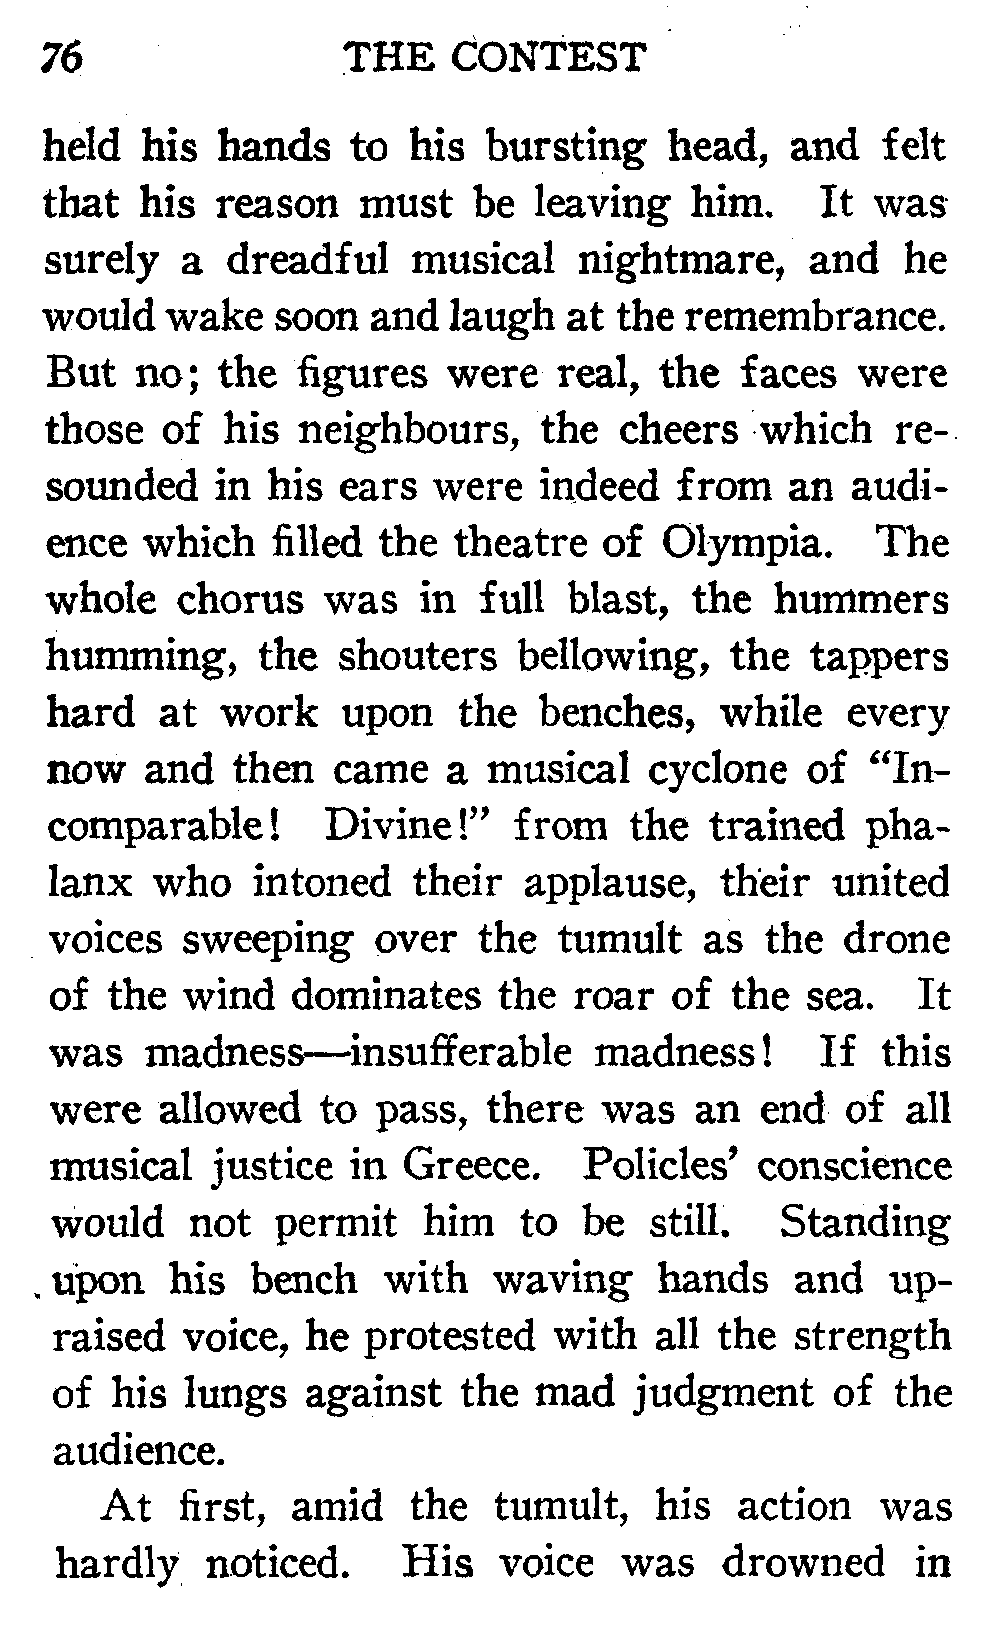 76 THE CONTEST
held his hands to his bursting head, and felt
that his reason must be leaving him. It was
surely a dreadful musical nightmare, and he
would wake soon and laugh at the remembrance.
But no; the figures were real, the faces were
those of his neighbours, the cheers which re-
sounded in his ears were indeed from an audi-
ence which filled the theatre of Olympia. The
whole chorus was in full blast, the hummers
humming, the shouters bellowing, the tappers
hard at work upon the benches, while every
now and then came a musical cyclone of “In-
comparable! Divine!” from the trained pha-
lanx who intoned their applause, their united
voices sweeping over the tumult as the drone
of the wind dominates the roar of the sea. It
was madness—insufferable madness! If this
were allowed to pass, there was an end of all
musical justice in Greece. Policles’ conscience
would not permit him to be still. Standing
upon his bench with waving hands and up-
raised voice, he protested with all the strength
of his lungs against the mad judgment of the
audience.
At first, amid the tumult, his action was
hardly noticed. His voice was drowned in